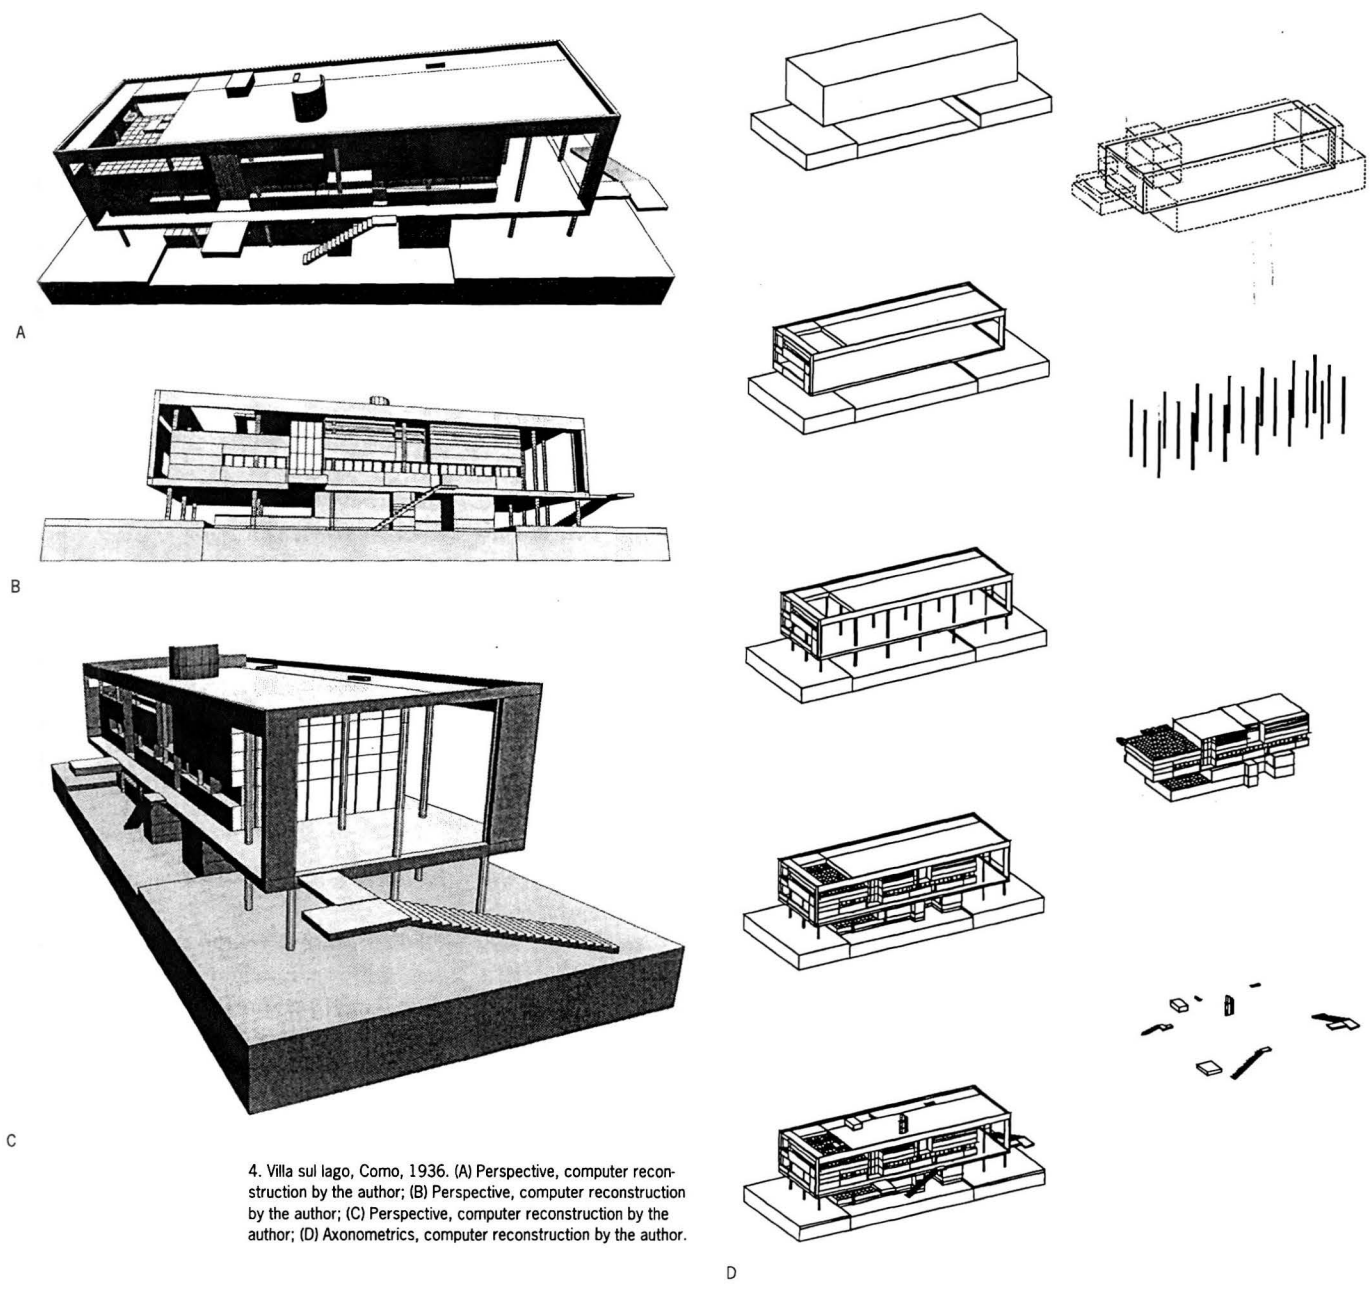 A
B
C
4. Villa sul lago, Como, 1936. (A) Perspective, computer recon-
struction by the author; (B) Perspective, computer reconstruction
by the author; (C) Perspective, computer reconstruction by the
author; (D) Axonometrics, computer reconstruction by the author.
D